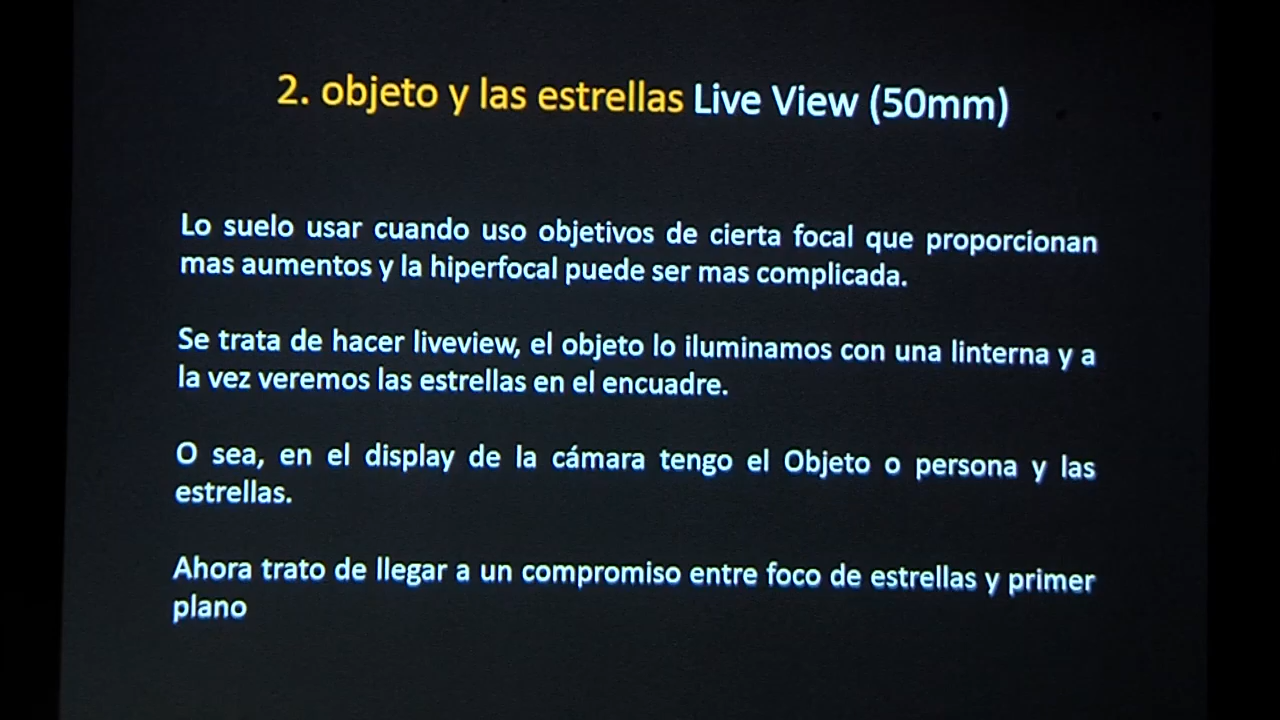 2. objeto y las estrellas Live View (50mm)
Lo suelo usar cuando uso objetivos de cierta focal que proporcionan
mas aumentos y la hiperfocal puede ser mas complicada.
Se trata de hacer liveview, el objeto lo iluminamos con una linterna y a
la vez veremos las estrellas en el encuadre.
O sea, en el display de la cámara tengo el Objeto o persona y las
estrellas.
Ahora trato de llegar a un compromiso entre foco de estrellas y primer
plano